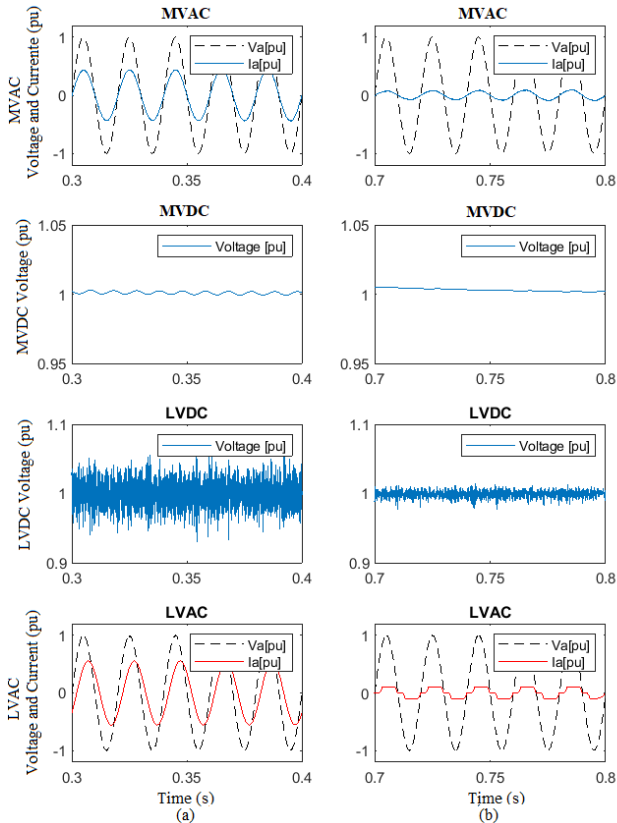 MVAC
MVAC
Voltage and Currente (pu)
1
0
-1
Va[pu]
Ia[pu]
0.3
0.35
0.4
MVAC
1
0
-1
Va[pu]
Ia[pu]
0.7
0.75
0.8
MVDC
MVDC Voltage (pu)
1.05
1
0.95
Voltage [pu]
0.3
0.35
0.4
MVDC
1.05
1
0.95
Voltage [pu]
0.7
0.75
0.8
LVDC
LVDC Voltage (pu)
1.1
1
0.9
Voltage [pu]
0.3
0.35
0.4
LVDC
1.1
1
0.9
Voltage [pu]
0.7
0.75
0.8
LVAC
LVAC
Voltage and Current (pu)
1
0
-1
Va[pu]
Ia[pu]
0.3
0.35
0.4
Time (s)
(a)
LVAC
1
0
-1
Va[pu]
Ia[pu]
0.7
0.75
0.8
Time (s)
(b)